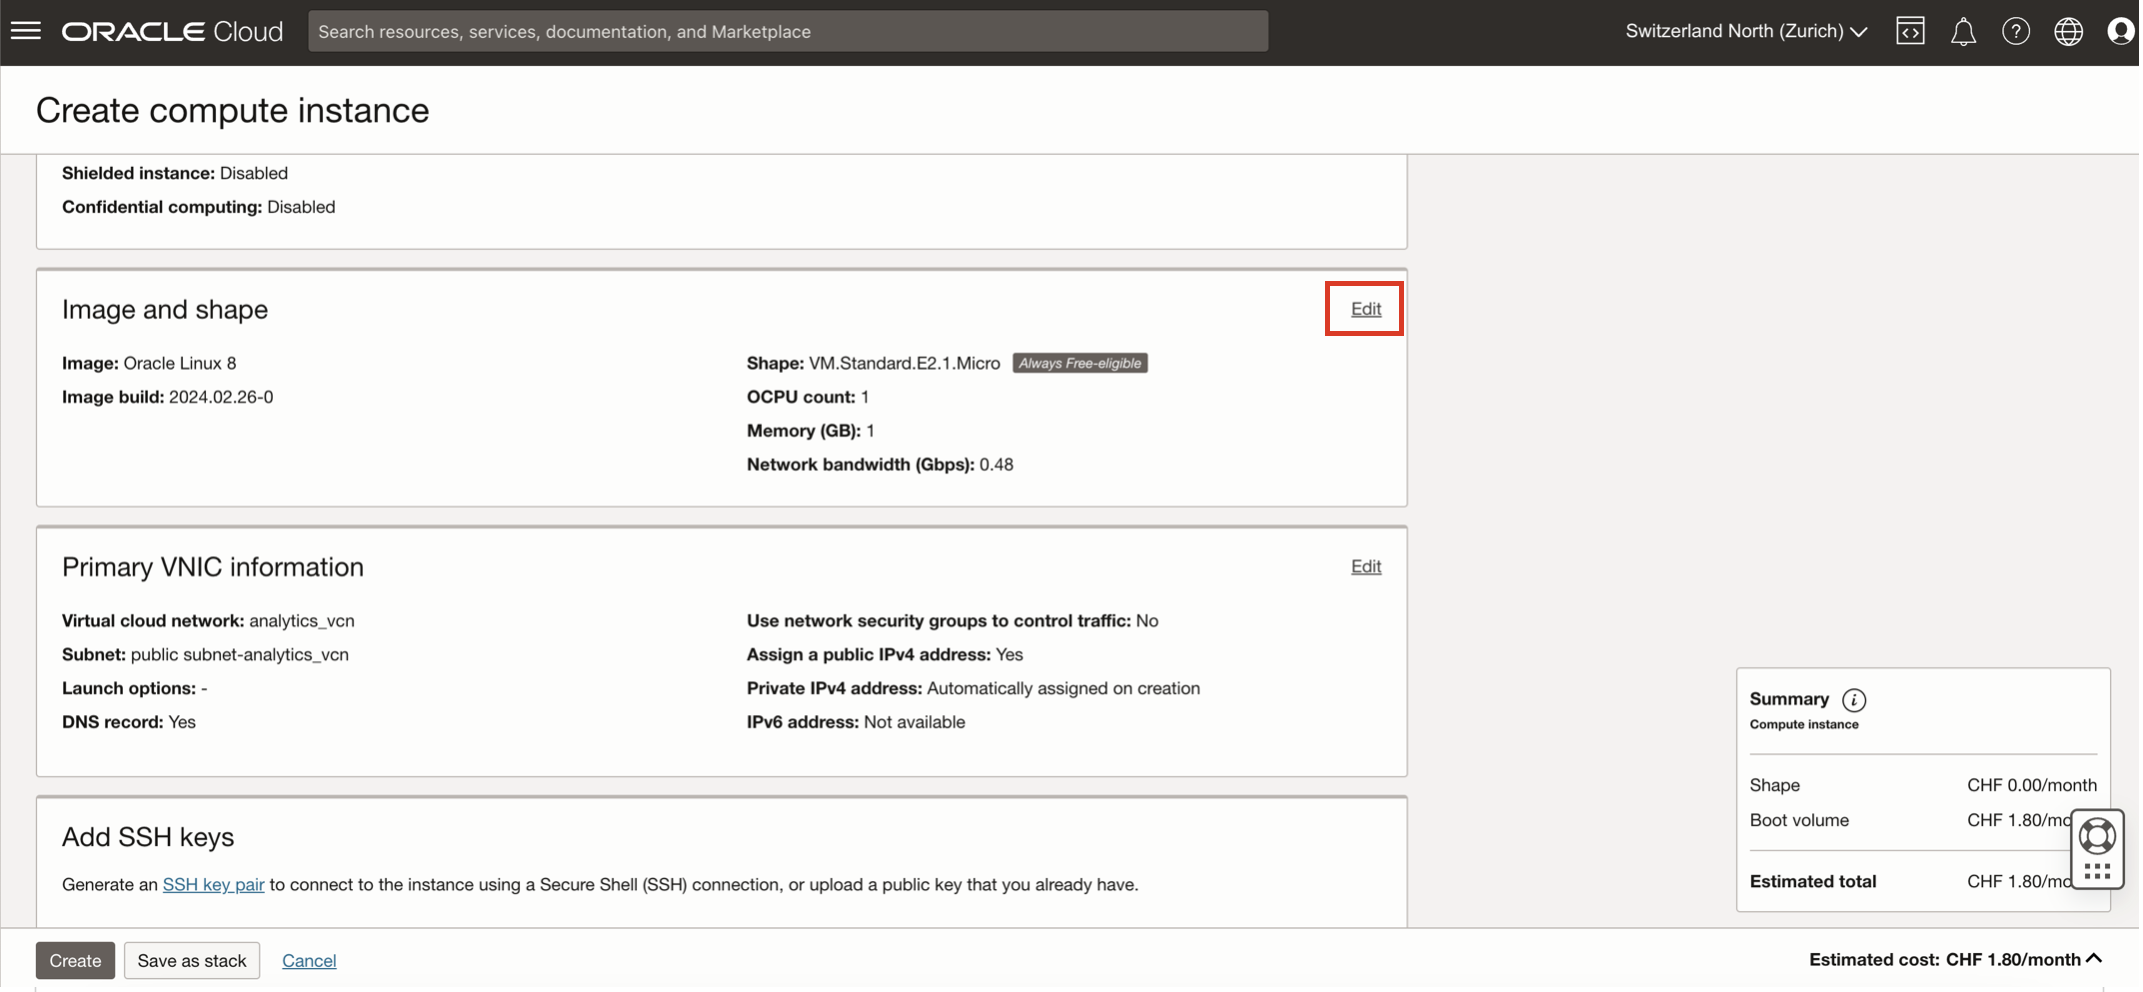 ORACLE Cloud
Search resources, services, documentation, and Marketplace
Switzerland North (Zurich)
Create compute instance
Shielded instance: Disabled
Confidential computing: Disabled
Image and shape
Edit
Image: Oracle Linux 8
Image build: 2024.02.26-0
Shape: VM.Standard.E2.1.Micro Always Free-eligible
OCPU count: 1
Memory (GB): 1
Network bandwidth (Gbps): 0.48
Primary VNIC information
Edit
Virtual cloud network: analytics_vcn
Subnet: public subnet-analytics_vcn
Launch options: -
DNS record: Yes
Use network security groups to control traffic: No
Assign a public IPv4 address: Yes
Private IPv4 address: Automatically assigned on creation
IPv6 address: Not available
Add SSH keys
Generate an SSH key pair to connect to the instance using a Secure Shell (SSH) connection, or upload a public key that you already have.
Summary
Compute instance
Shape CHF 0.00/month
Boot volume CHF 1.80/mo
Estimated total CHF 1.80/mo
Create
Save as stack
Cancel
Estimated cost: CHF 1.80/month